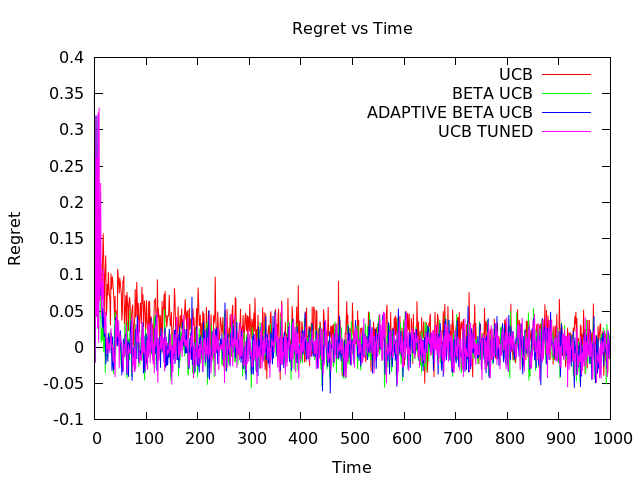 Regret vs Time
0.4
0.35
0.3
0.25
0.2
0.15
0.1
0.05
0
-0.05
-0.1
UCB
BETA UCB
ADAPTIVE BETA UCB
UCB TUNED
Regret
0 100 200 300 400 500 600 700 800 900 1000
Time